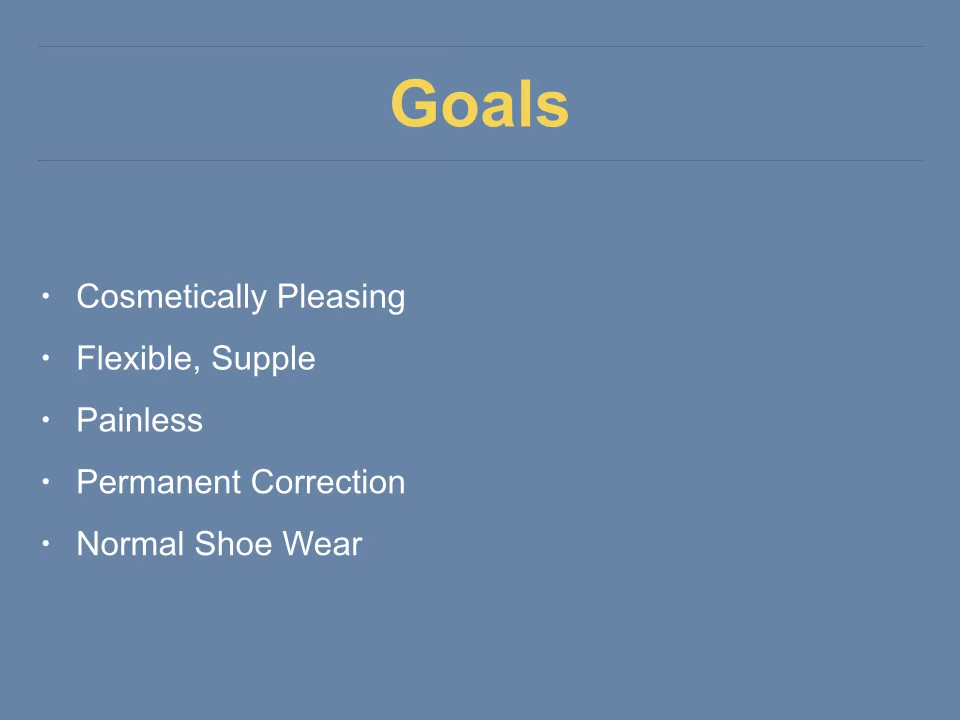 Goals
• Cosmetically Pleasing
• Flexible, Supple
• Painless
• Permanent Correction
• Normal Shoe Wear